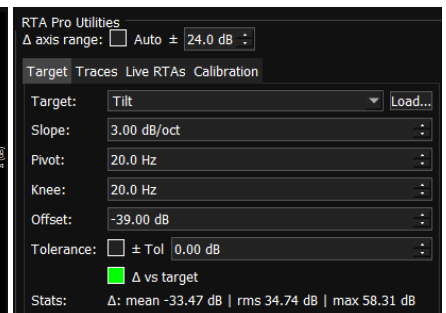 RTA Pro Utilities
Δ axis range: Auto ± 24.0 dB
Target Traces Live RTAs Calibration
Target: Tilt Load...
Slope: 3.00 dB/oct
Pivot: 20.0 Hz
Knee: 20.0 Hz
Offset: -39.00 dB
Tolerance: ± Tol 0.00 dB
Δ vs target
Stats: Δ: mean -33.47 dB | rms 34.74 dB | max 58.31 dB